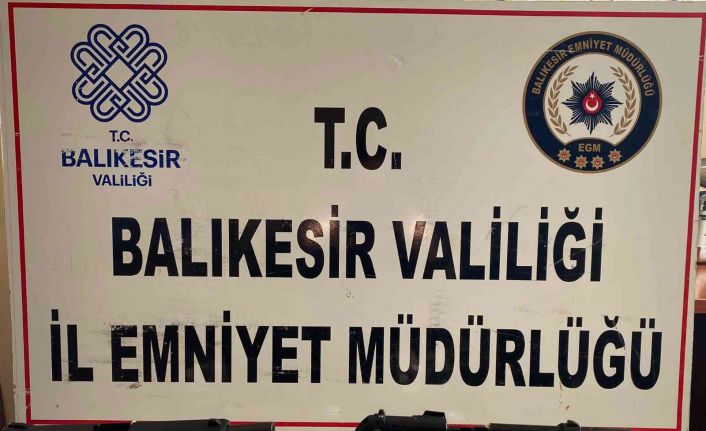 T.C.
BALIKESİR
VALİLİĞİ
BALIKESİR EMNİYET MÜDÜRLÜĞÜ
EGM
T.C.
BALIKESİR VALİLİĞİ
İL EMNİYET MÜDÜRLÜĞÜ